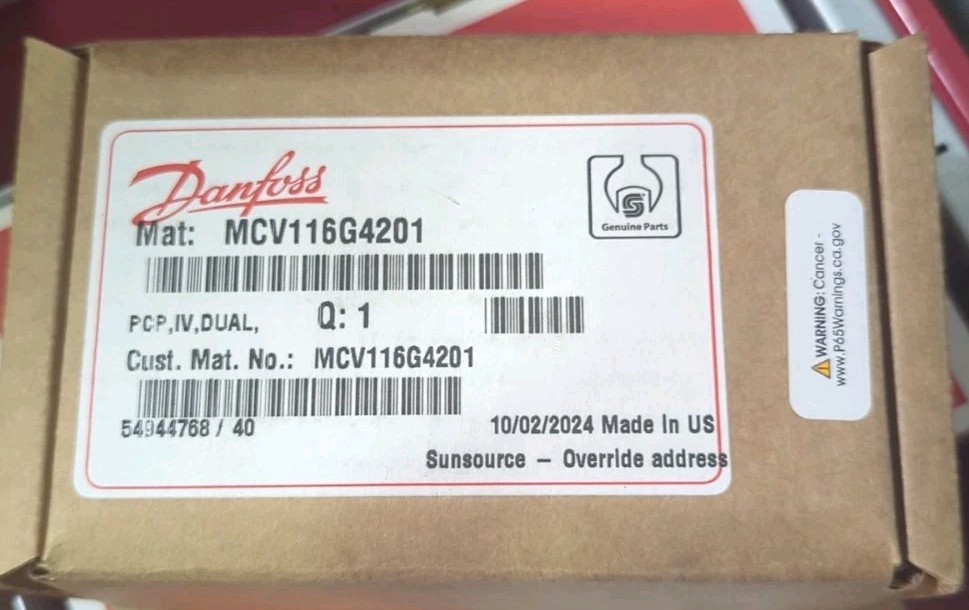 Danfoss
Genuine Parts
Mat: MCV116G4201
PCP,IV,DUAL, Q: 1
Cust. Mat. No.: MCV116G4201
54944768 / 40
10/02/2024 Made In US
Sunsource – Override address
⚠ WARNING: Cancer -
www.P65Warnings.ca.gov